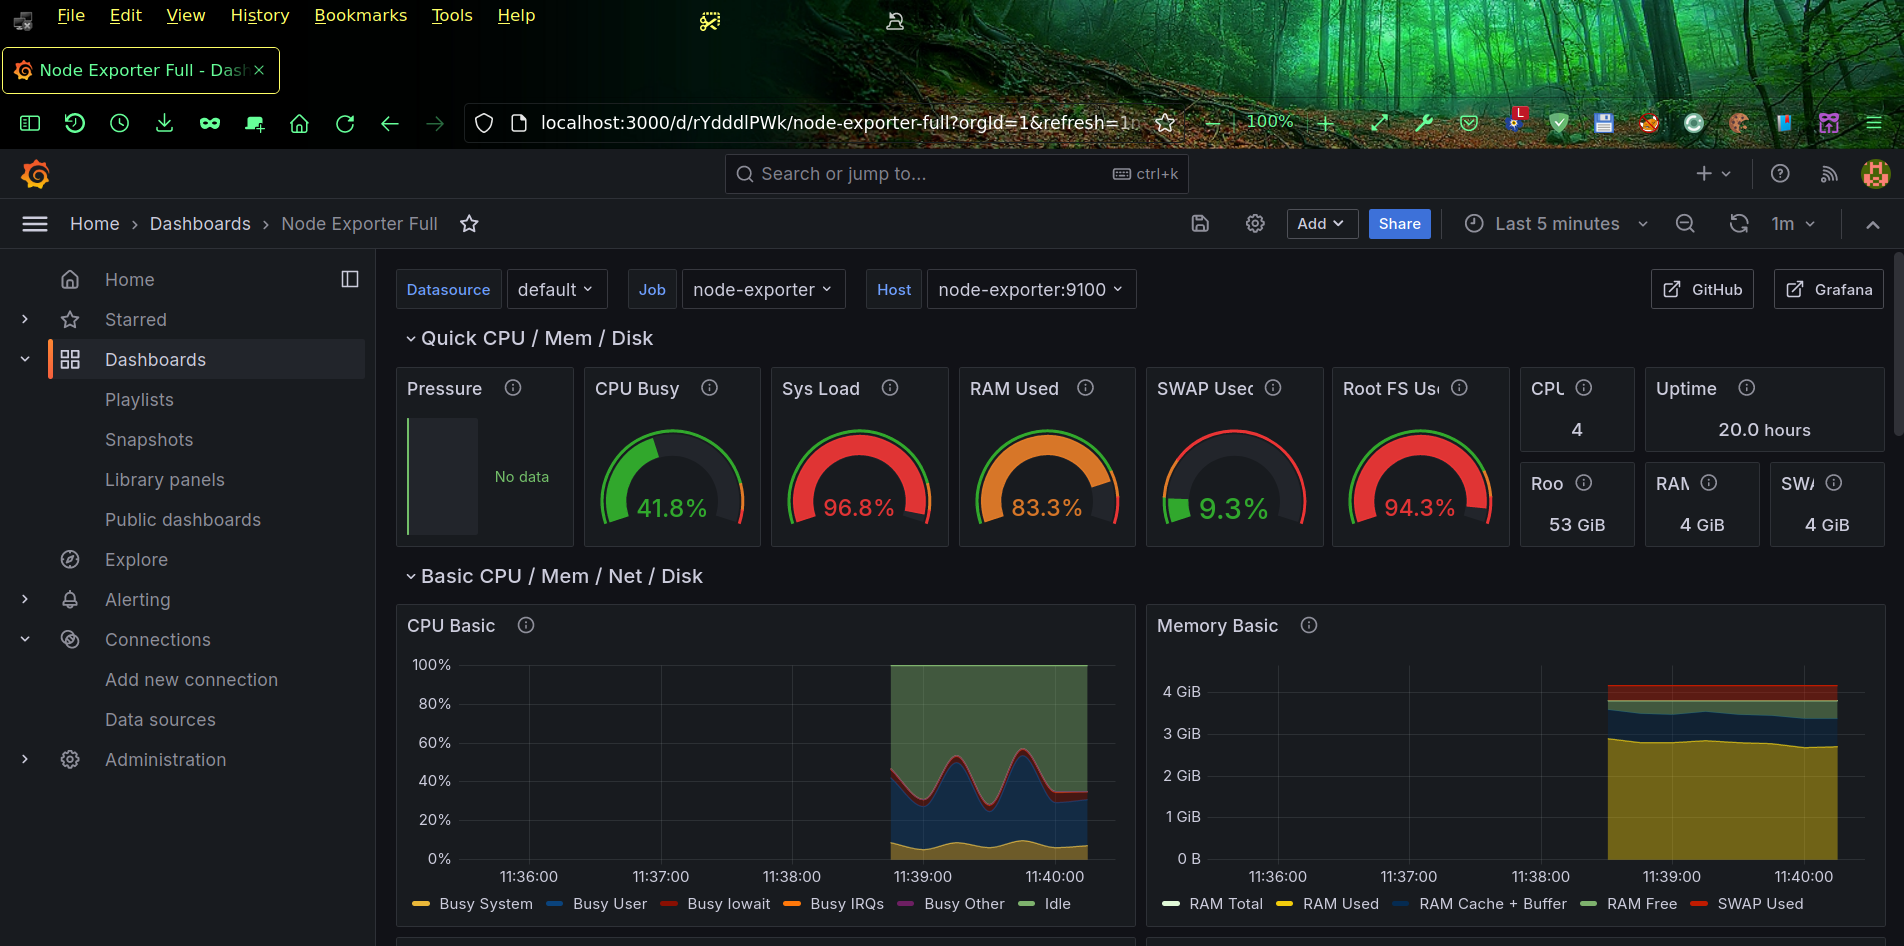 File Edit View History Bookmarks Tools Help
Node Exporter Full - Dash
localhost:3000/d/rYdddlPWk/node-exporter-full?orgId=1&refresh=1m
100%
L
Search or jump to...
ctrl+k
Home › Dashboards › Node Exporter Full
Add
Share
Last 5 minutes
1m
Home
Starred
Dashboards
Playlists
Snapshots
Library panels
Public dashboards
Explore
Alerting
Connections
Add new connection
Data sources
Administration
Datasource default Job node-exporter Host node-exporter:9100
GitHub
Grafana
Quick CPU / Mem / Disk
Pressure
No data
CPU Busy
41.8%
Sys Load
96.8%
RAM Used
83.3%
SWAP Used
9.3%
Root FS Us
94.3%
CPU
4
Uptime
20.0 hours
Roo
53 GiB
RAM
4 GiB
SWA
4 GiB
Basic CPU / Mem / Net / Disk
CPU Basic
100%
80%
60%
40%
20%
0%
11:36:00 11:37:00 11:38:00 11:39:00 11:40:00
Busy System Busy User Busy Iowait Busy IRQs Busy Other Idle
Memory Basic
4 GiB
3 GiB
2 GiB
1 GiB
0 B
11:36:00 11:37:00 11:38:00 11:39:00 11:40:00
RAM Total RAM Used RAM Cache + Buffer RAM Free SWAP Used